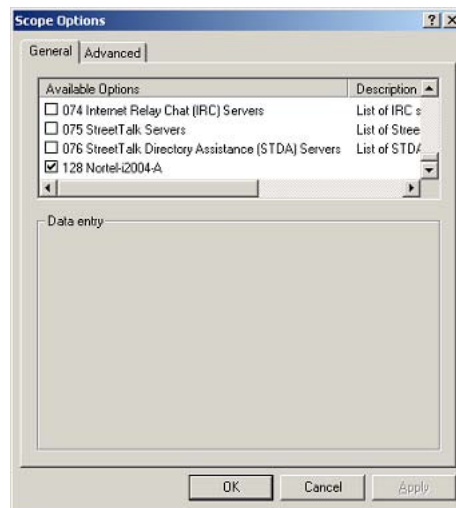 Scope Options
General Advanced
Available Options Description
074 Internet Relay Chat (IRC) Servers List of IRC s
075 StreetTalk Servers List of Stree
076 StreetTalk Directory Assistance (STDA) Servers List of STDA
128 Nortel-i2004-A
Data entry
OK Cancel Apply